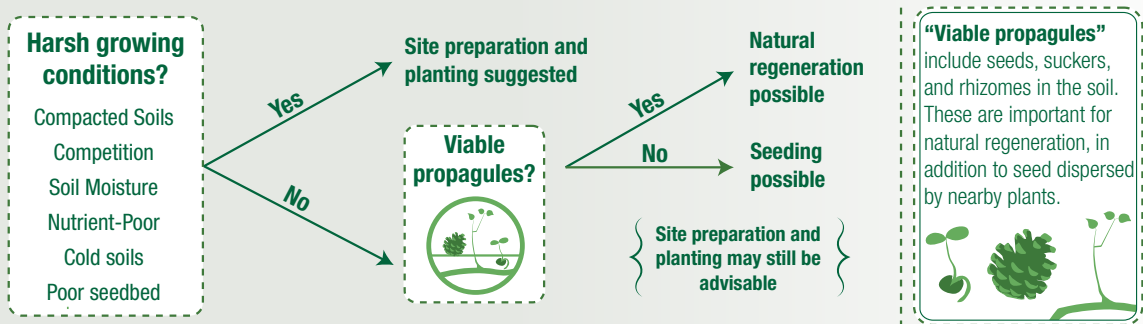 Harsh growing
conditions?
Compacted Soils
Competition
Soil Moisture
Nutrient-Poor
Cold soils
Poor seedbed
Yes
No
Site preparation and
planting suggested
Viable
propagules?
Yes
No
Natural
regeneration
possible
Seeding
possible
Site preparation and
planting may still be
advisable
“Viable propagules”
include seeds, suckers,
and rhizomes in the soil.
These are important for
natural regeneration, in
addition to seed dispersed
by nearby plants.